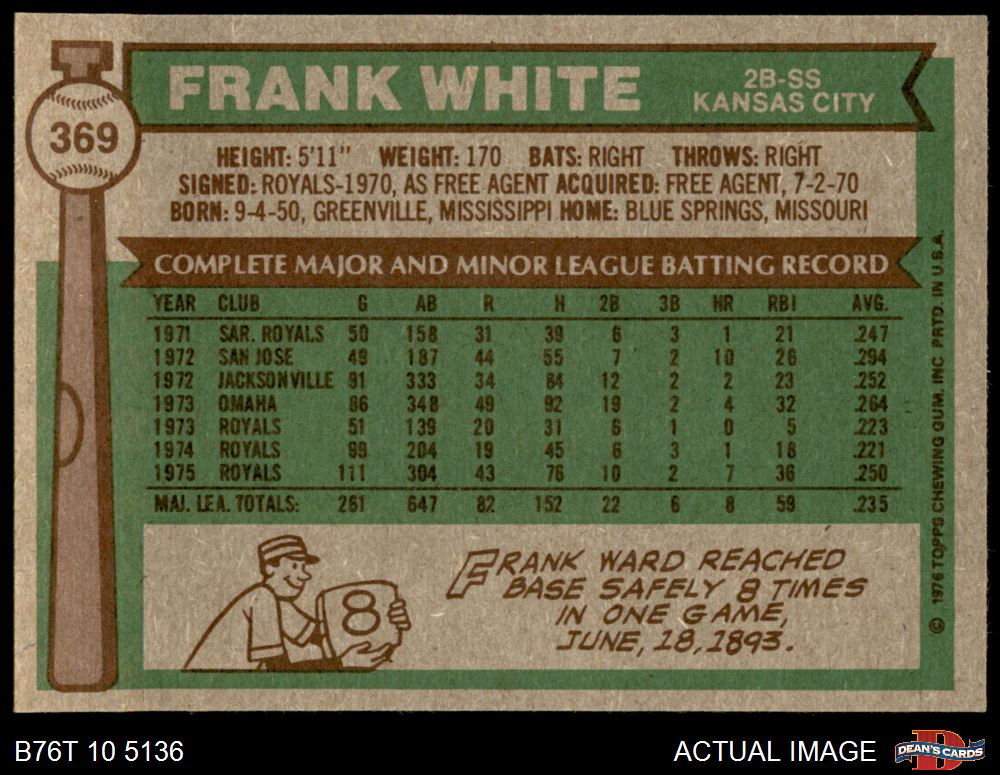 369
FRANK WHITE
2B-SS
KANSAS CITY
HEIGHT: 5'11" WEIGHT: 170 BATS: RIGHT THROWS: RIGHT
SIGNED: ROYALS-1970, AS FREE AGENT ACQUIRED: FREE AGENT, 7-2-70
BORN: 9-4-50, GREENVILLE, MISSISSIPPI HOME: BLUE SPRINGS, MISSOURI
COMPLETE MAJOR AND MINOR LEAGUE BATTING RECORD
YEAR CLUB G AB R H 2B 3B HR RBI AVG.
1971 SAR. ROYALS 50 158 31 39 6 3 1 21 .247
1972 SAN JOSE 49 187 44 55 7 2 10 26 .294
1972 JACKSONVILLE 91 333 34 84 12 2 2 23 .252
1973 OMAHA 86 348 49 92 19 2 4 32 .264
1973 ROYALS 51 139 20 31 6 1 0 5 .223
1974 ROYALS 99 204 19 45 6 3 1 18 .221
1975 ROYALS 111 304 43 76 10 2 7 36 .250
MAJ. LEA. TOTALS: 261 647 82 152 22 6 8 59 .235
8
FRANK WARD REACHED
BASE SAFELY 8 TIMES
IN ONE GAME,
JUNE, 18, 1893.
© 1976 TOPPS CHEWING GUM, INC PRTD. IN U.S.A.
B76T 10 5136
ACTUAL IMAGE
DEAN'S CARDS